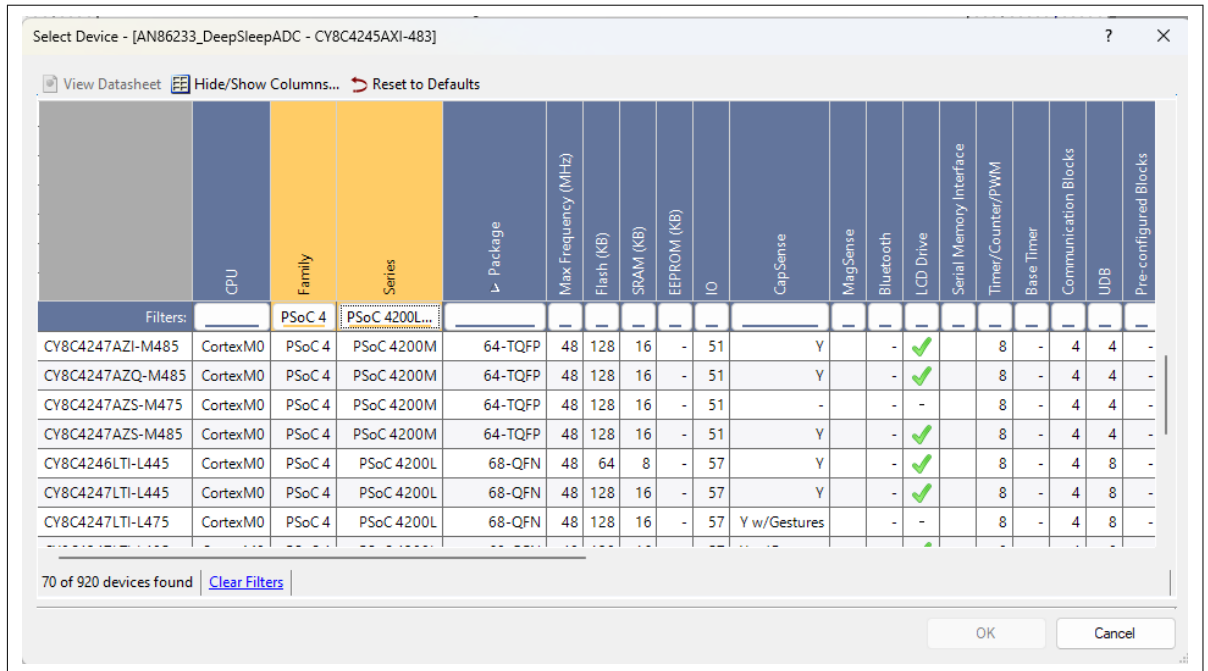 Select Device - [AN86233_DeepSleepADC - CY8C4245AXI-483] ? ×
View Datasheet Hide/Show Columns... Reset to Defaults
CPU Family Series Package Max Frequency (MHz) Flash (KB) SRAM (KB) EEPROM (KB) IO CapSense MagSense Bluetooth LCD Drive Serial Memory Interface Timer/Counter/PWM Base Timer Communication Blocks UDB Pre-configured Blocks
Filters: PSoC 4 PSoC 4200L...
CY8C4247AZI-M485 CortexM0 PSoC 4 PSoC 4200M 64-TQFP 48 128 16 - 51 Y - 8 - 4 4 -
CY8C4247AZQ-M485 CortexM0 PSoC 4 PSoC 4200M 64-TQFP 48 128 16 - 51 Y - 8 - 4 4 -
CY8C4247AZS-M475 CortexM0 PSoC 4 PSoC 4200M 64-TQFP 48 128 16 - 51 - - - 8 - 4 4 -
CY8C4247AZS-M485 CortexM0 PSoC 4 PSoC 4200M 64-TQFP 48 128 16 - 51 Y - 8 - 4 4 -
CY8C4246LTI-L445 CortexM0 PSoC 4 PSoC 4200L 68-QFN 48 64 8 - 57 Y - 8 - 4 8 -
CY8C4247LTI-L445 CortexM0 PSoC 4 PSoC 4200L 68-QFN 48 128 16 - 57 Y - 8 - 4 8 -
CY8C4247LTI-L475 CortexM0 PSoC 4 PSoC 4200L 68-QFN 48 128 16 - 57 Y w/Gestures - - 8 - 4 8 -
70 of 920 devices found Clear Filters
OK Cancel